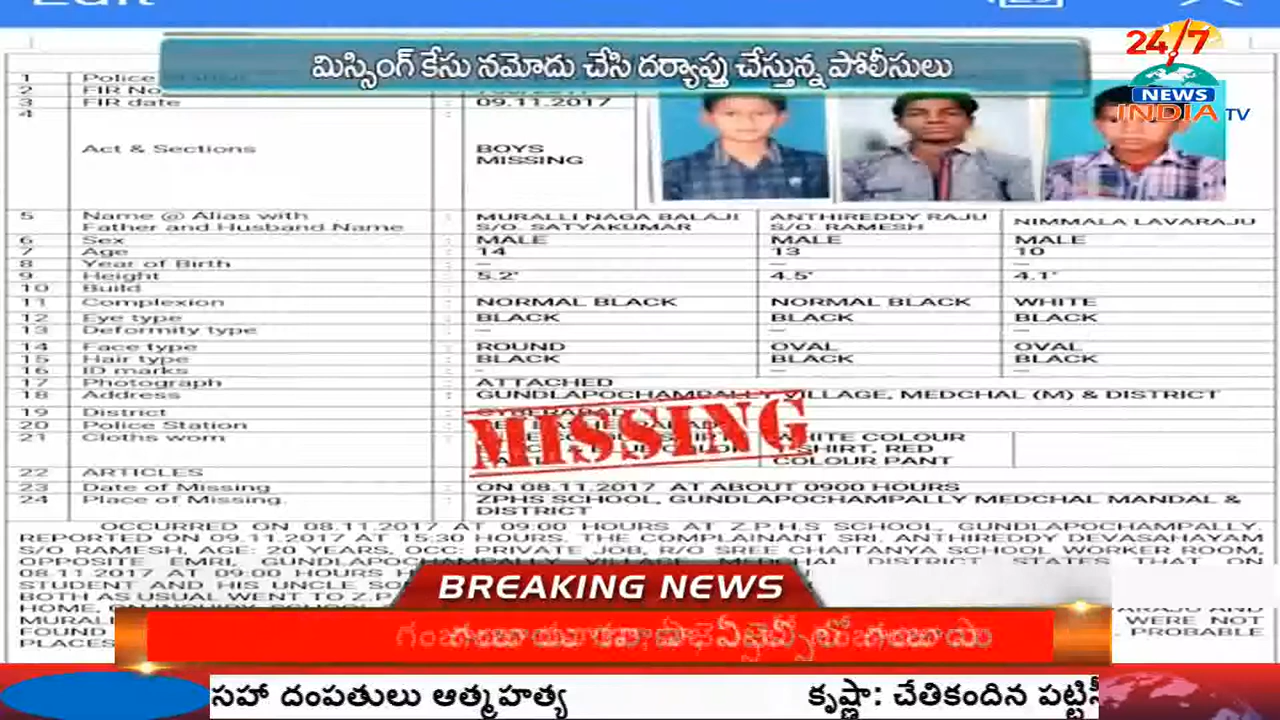 మిస్సింగ్ కేసు నమోదు చేసి దర్యాప్తు చేస్తున్న పోలీసులు
24/7
NEWS
INDIA TV
1 Police
2 FIR No
3 FIR date : 09.11.2017
4 Act & Sections : BOYS MISSING
5 Name @ Alias with Father and Husband Name : MURALLI NAGA BALAJI S/O. SATYAKUMAR ANTHIREDDY RAJU S/O. RAMESH NIMMALA LAVARAJU
6 Sex : MALE MALE MALE
7 Age : 14 13 10
8 Year of Birth : — — —
9 Height : 5.2' 4.5' 4.1'
10 Build :
11 Complexion : NORMAL BLACK NORMAL BLACK WHITE
12 Eye type : BLACK BLACK BLACK
13 Deformity type : — — —
14 Face type : ROUND OVAL OVAL
15 Hair type : BLACK BLACK BLACK
16 ID marks : — — —
17 Photograph : ATTACHED
18 Address : GUNDLAPOCHAMPALLY VILLAGE, MEDCHAL (M) & DISTRICT
19 District :
20 Police Station :
21 Cloths worn : WHITE COLOUR T-SHIRT, RED COLOUR PANT
MISSING
22 ARTICLES
23 Date of Missing : ON 08.11.2017 AT ABOUT 0900 HOURS
24 Place of Missing. : ZPHS SCHOOL, GUNDLAPOCHAMPALLY MEDCHAL MANDAL & DISTRICT
OCCURRED ON 08.11.2017 AT 09:00 HOURS AT Z.P.H.S SCHOOL, GUNDLAPOCHAMPALLY.
REPORTED ON 09.11.2017 AT 15:30 HOURS. THE COMPLAINANT SRI. ANTHIREDDY DEVASAHAYAM
S/O RAMESH, AGE: 20 YEARS, OCC: PRIVATE JOB, R/O SREE CHAITANYA SCHOOL WORKER ROOM,
OPPOSITE EMRI, GUNDLAPOCHAMPALLY VILLAGE MEDCHAL DISTRICT STATES THAT ON
08.11.2017 AT 09:00 HOURS
STUDENT AND HIS UNCLE
BOTH AS USUAL WENT TO Z.P
HOME, ON INQUIRY, SCHOOL AND
WERE NOT
FOUND PROBABLE
PLACES
BREAKING NEWS
సహా దంపతులు ఆత్మహత్య కృష్ణా: చేతికందిన